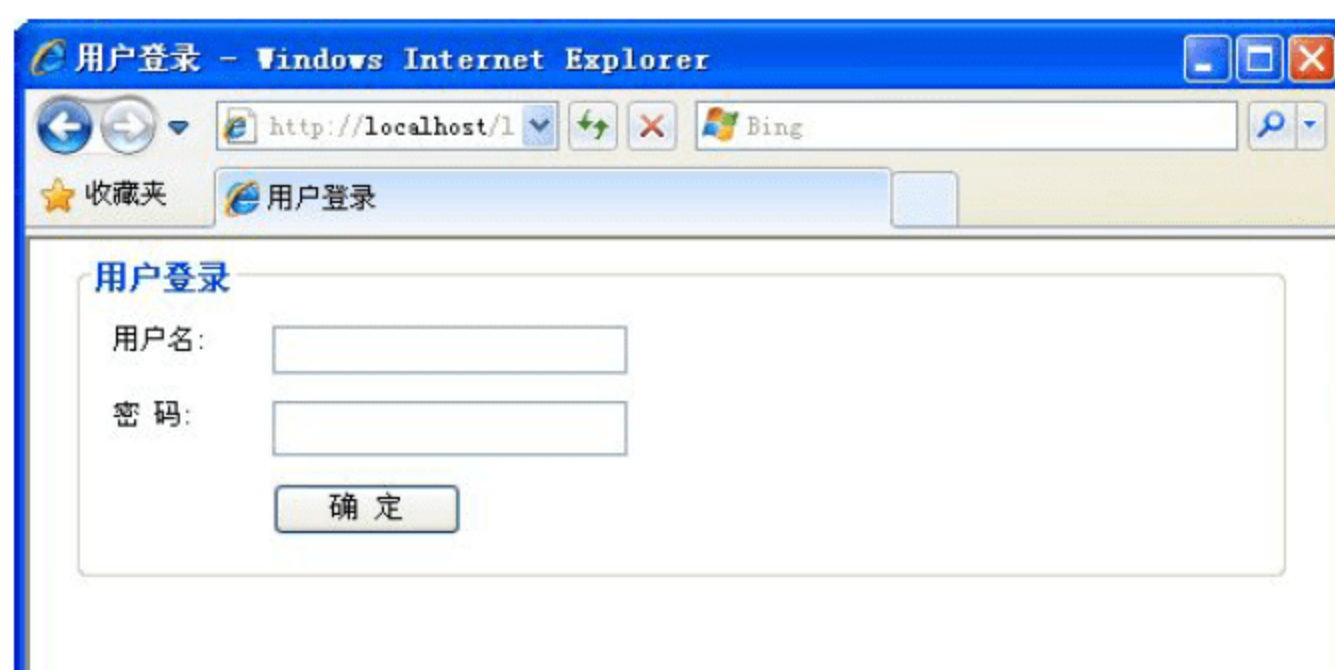 用户登录 - Windows Internet Explorer
http://localhost/l
Bing
收藏夹
用户登录
用户登录
用户名:
密 码:
确 定